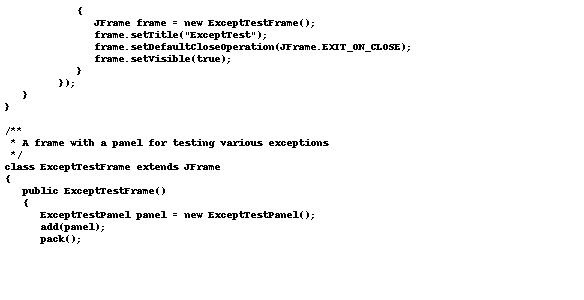 {
JFrame frame = new ExceptTestFrame();
frame.setTitle("ExceptTest");
frame.setDefaultCloseOperation(JFrame.EXIT_ON_CLOSE);
frame.setVisible(true);
}
});
}
}
/**
* A frame with a panel for testing various exceptions
*/
class ExceptTestFrame extends JFrame
{
public ExceptTestFrame()
{
ExceptTestPanel panel = new ExceptTestPanel();
add(panel);
pack();